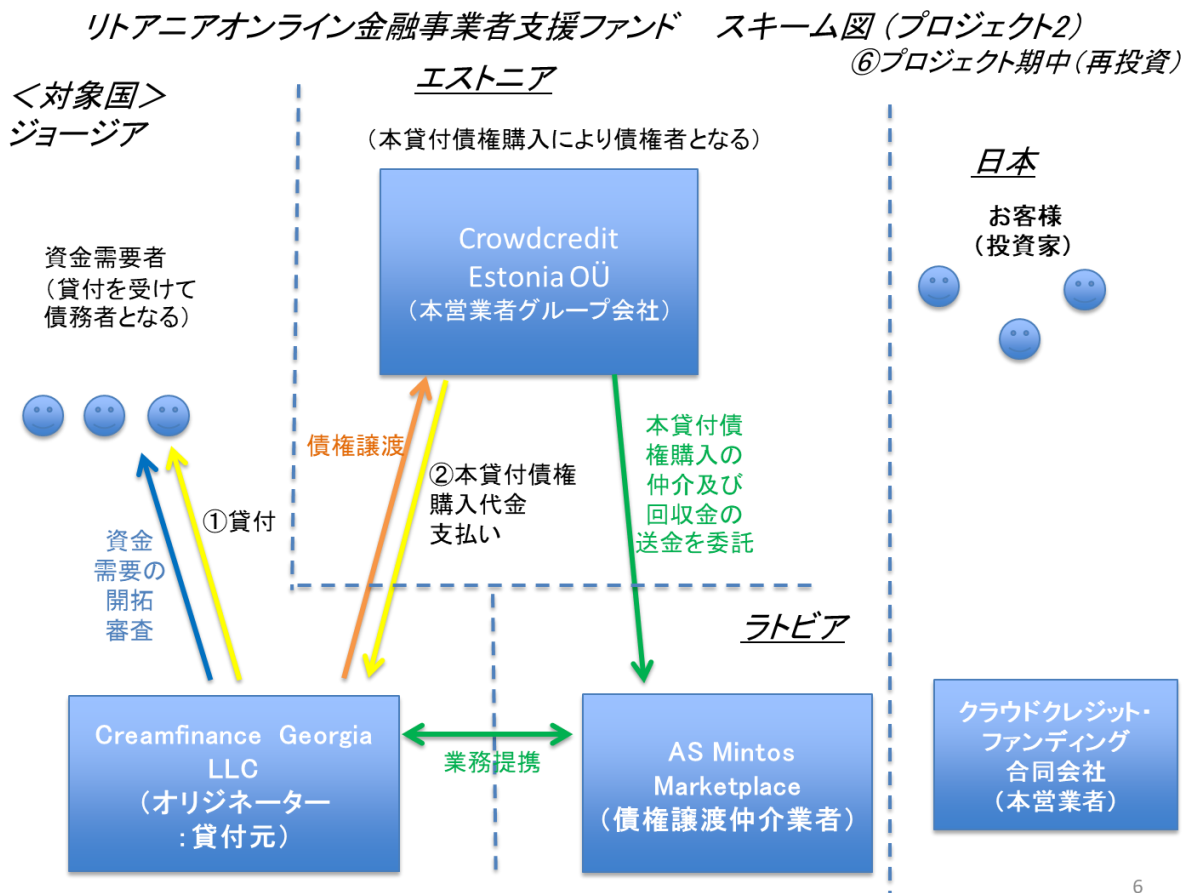 リトアニアオンライン金融事業者支援ファンド　スキーム図（プロジェクト2）
⑥プロジェクト期中（再投資）
＜対象国＞
ジョージア
エストニア
（本貸付債権購入により債権者となる）
日本
お客様
（投資家）
資金需要者
（貸付を受けて
債務者となる）
Crowdcredit
Estonia OÜ
（本営業者グループ会社）
債権譲渡
②本貸付債権
購入代金
支払い
本貸付債
権購入の
仲介及び
回収金の
送金を委託
①貸付
資金
需要の
開拓
審査
ラトビア
Creamfinance Georgia
LLC
（オリジネーター
：貸付元）
業務提携
AS Mintos
Marketplace
（債権譲渡仲介業者）
クラウドクレジット・
ファンディング
合同会社
（本営業者）
6